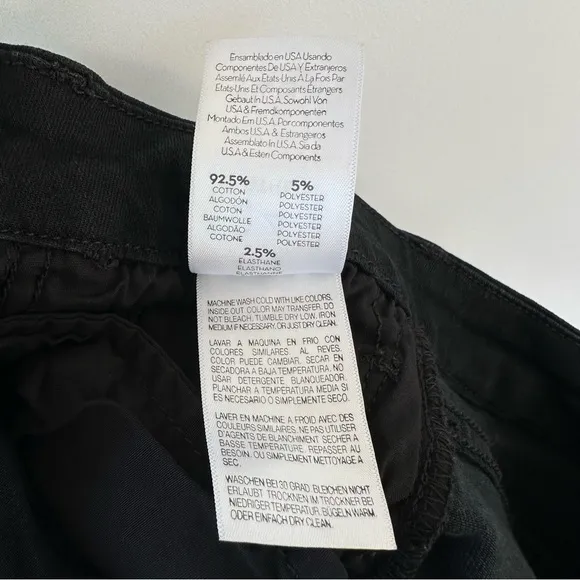 Ensamblado en USA Usando
Componentes De USA Y Extranjeros
Assemlé Aux États-Unis A La Fois Par
États-Unis Et Composants Étrangers
Gebaut In U.S.A. Sowohl Von
USA & Fremdkomponenten
Montado Em U.S.A. Por componentes
Ambos U.S.A & Estrangeiros
Assemblato In U.S.A. Sia da
U.S.A & Esteri Components
92.5%
COTTON
ALGODÓN
COTON
BAUMWOLLE
ALGODÃO
COTONE
5%
POLYESTER
POLYESTER
POLYESTER
POLYESTER
POLYESTER
POLYESTER
2.5%
ELASTHANE
ELASTHANO
ELASTHANNE
MACHINE WASH COLD WITH LIKE COLORS,
INSIDE OUT. COLOR MAY TRANSFER. DO
NOT BLEACH. TUMBLE DRY LOW. IRON
MEDIUM IF NECESSARY, OR JUST DRY CLEAN.
LAVAR A MAQUINA EN FRIO CON
COLORES SIMILARES. AL REVES.
COLOR PUEDE CAMBIAR. SECAR EN
SECADORA A BAJA TEMPERATURA. NO
USAR DETERGENTE BLANQUEADOR.
PLANCHAR A TEMPERATURA MEDIA SI
ES NECESARIO O SIMPLEMENTE SECO.
LAVER EN MACHINE A FROID AVEC DES
COULEURS SIMILAIRES. NE PAS UTILISER
D'AGENTS DE BLANCHIMENT SECHER A
BASSE TEMPERATURE. REPASSER AU
BESOIN. OU SIMPLEMENT METTOYAGE A
SEC.
WASCHEN BEI 30 GRAD. BLEICHEN NICHT
ERLAUBT TROCKNEN IM TROCKNER BEI
NIEDRIGER TEMPERATUR. BÜGELN WARM.
ODER EINFACH DRY CLEAN.